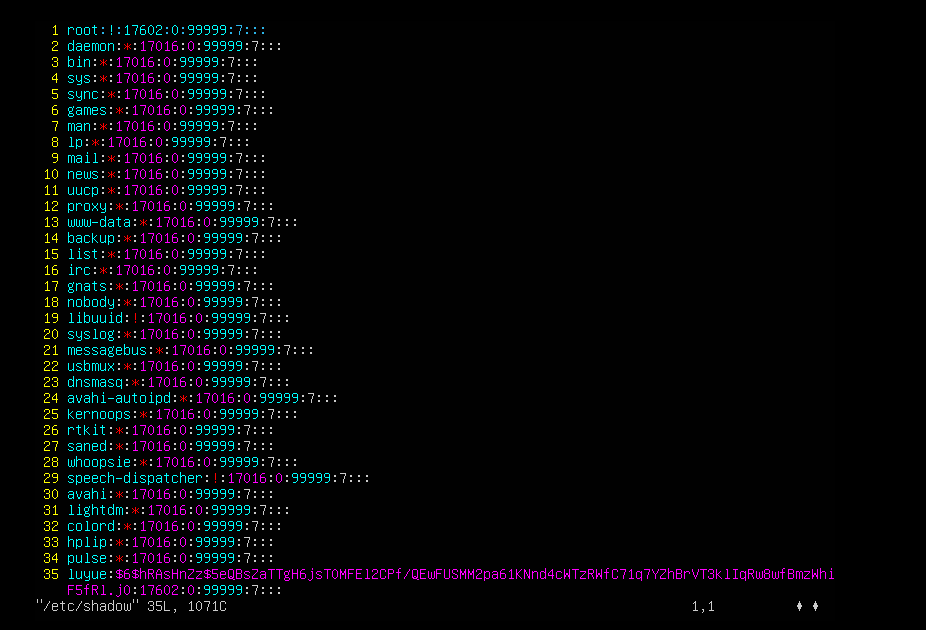 1 root:!:17602:0:99999:7:::
2 daemon:*:17016:0:99999:7:::
3 bin:*:17016:0:99999:7:::
4 sys:*:17016:0:99999:7:::
5 sync:*:17016:0:99999:7:::
6 games:*:17016:0:99999:7:::
7 man:*:17016:0:99999:7:::
8 lp:*:17016:0:99999:7:::
9 mail:*:17016:0:99999:7:::
10 news:*:17016:0:99999:7:::
11 uucp:*:17016:0:99999:7:::
12 proxy:*:17016:0:99999:7:::
13 www-data:*:17016:0:99999:7:::
14 backup:*:17016:0:99999:7:::
15 list:*:17016:0:99999:7:::
16 irc:*:17016:0:99999:7:::
17 gnats:*:17016:0:99999:7:::
18 nobody:*:17016:0:99999:7:::
19 libuuid:!:17016:0:99999:7:::
20 syslog:*:17016:0:99999:7:::
21 messagebus:*:17016:0:99999:7:::
22 usbmux:*:17016:0:99999:7:::
23 dnsmasq:*:17016:0:99999:7:::
24 avahi-autoipd:*:17016:0:99999:7:::
25 kernoops:*:17016:0:99999:7:::
26 rtkit:*:17016:0:99999:7:::
27 saned:*:17016:0:99999:7:::
28 whoopsie:*:17016:0:99999:7:::
29 speech-dispatcher:!:17016:0:99999:7:::
30 avahi:*:17016:0:99999:7:::
31 lightdm:*:17016:0:99999:7:::
32 colord:*:17016:0:99999:7:::
33 hplip:*:17016:0:99999:7:::
34 pulse:*:17016:0:99999:7:::
35 luyue:$6$hRAsHnZz$5eQBsZaTTgH6jsTOMFEl2CPf/QEwFUSMM2pa61KNnd4cWTzRWfC71q7YZhBrVT3klIqRw8wfBmzWhi
F5fRl.j0:17602:0:99999:7:::
"/etc/shadow" 35L, 1071C 1,1